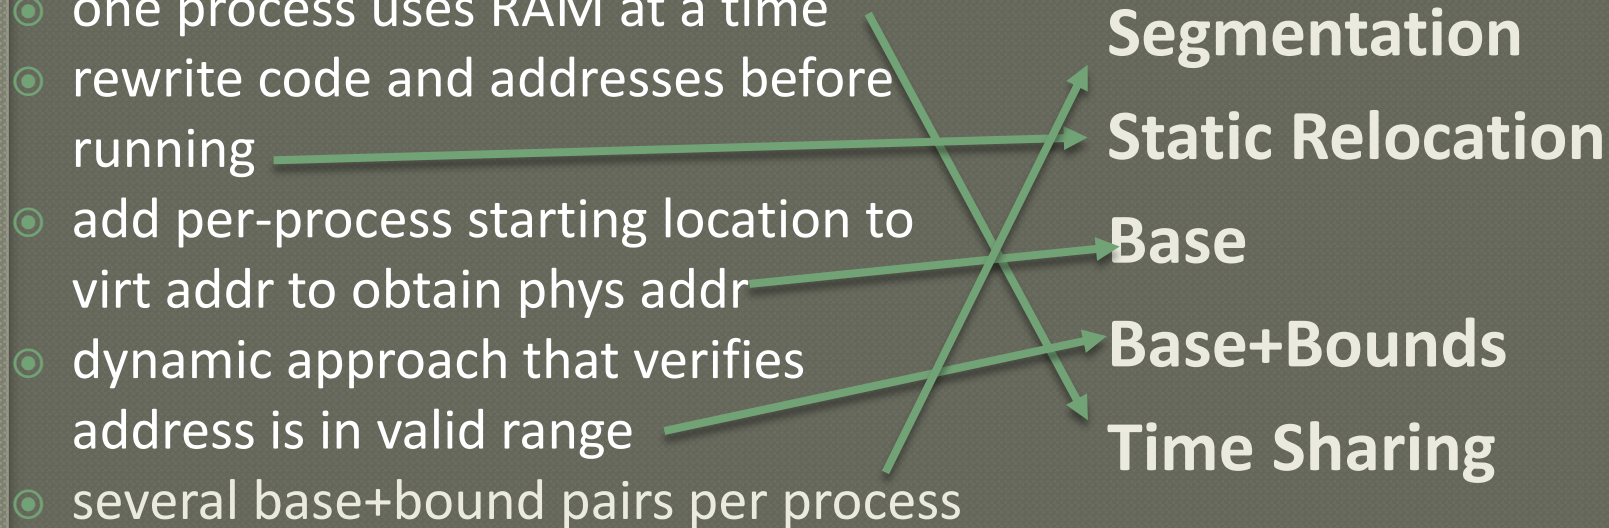 one process uses RAM at a time
rewrite code and addresses before
running
add per-process starting location to
virt addr to obtain phys addr
dynamic approach that verifies
address is in valid range
several base+bound pairs per process
Segmentation
Static Relocation
Base
Base+Bounds
Time Sharing